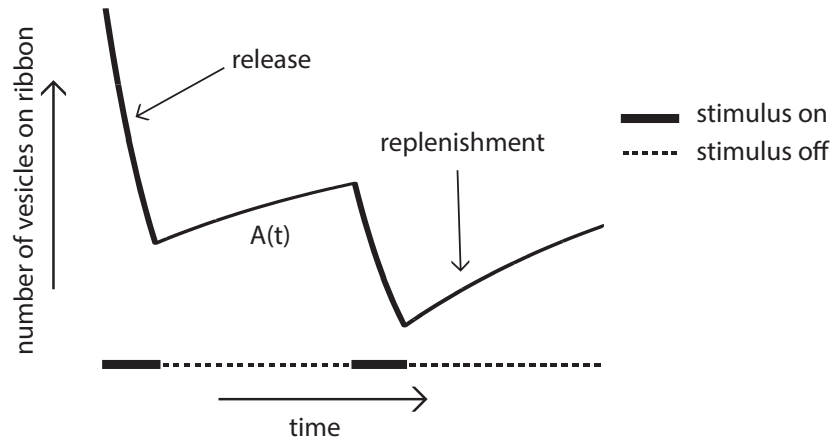 release
number of vesicles on ribbon
stimulus on
replenishment
stimulus off
A(t)
time